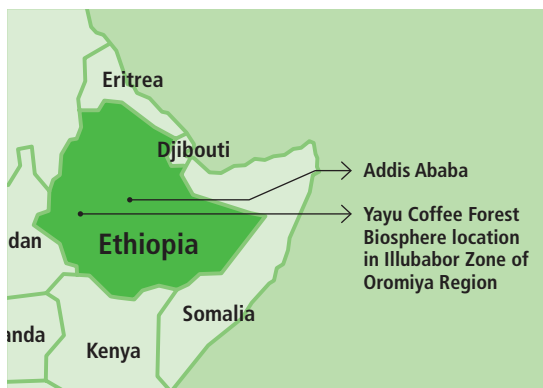 Eritrea
Djibouti
Addis Ababa
Yayu Coffee Forest
Biosphere location
in Illubabor Zone of
Oromiya Region
dan
Ethiopia
Somalia
anda
Kenya